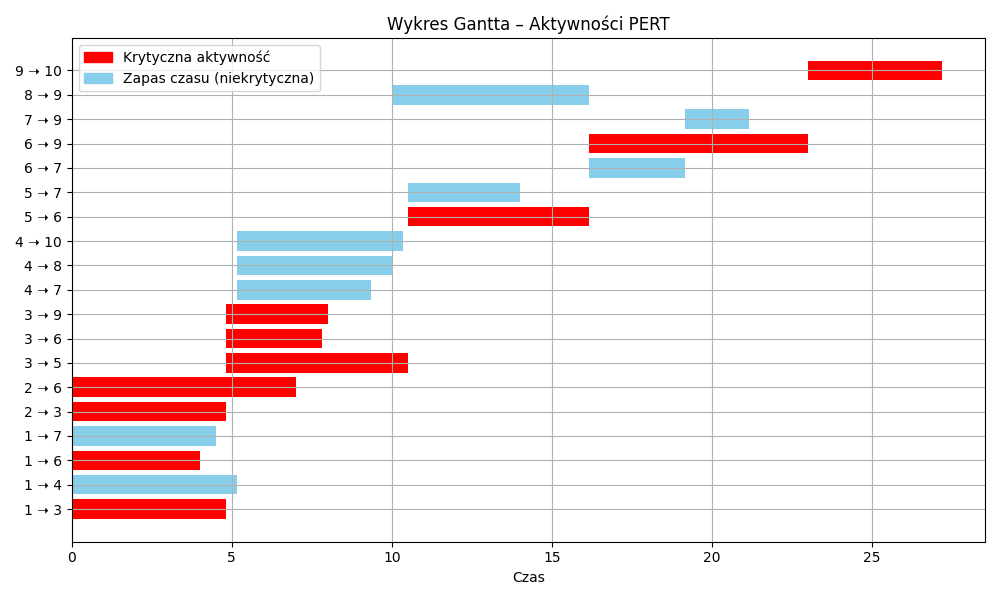 Wykres Gantta – Aktywności PERT
Krytyczna aktywność
Zapas czasu (niekrytyczna)
9 → 10
8 → 9
7 → 9
6 → 9
6 → 7
5 → 7
5 → 6
4 → 10
4 → 8
4 → 7
3 → 9
3 → 6
3 → 5
2 → 6
2 → 3
1 → 7
1 → 6
1 → 4
1 → 3
0 5 10 15 20 25
Czas